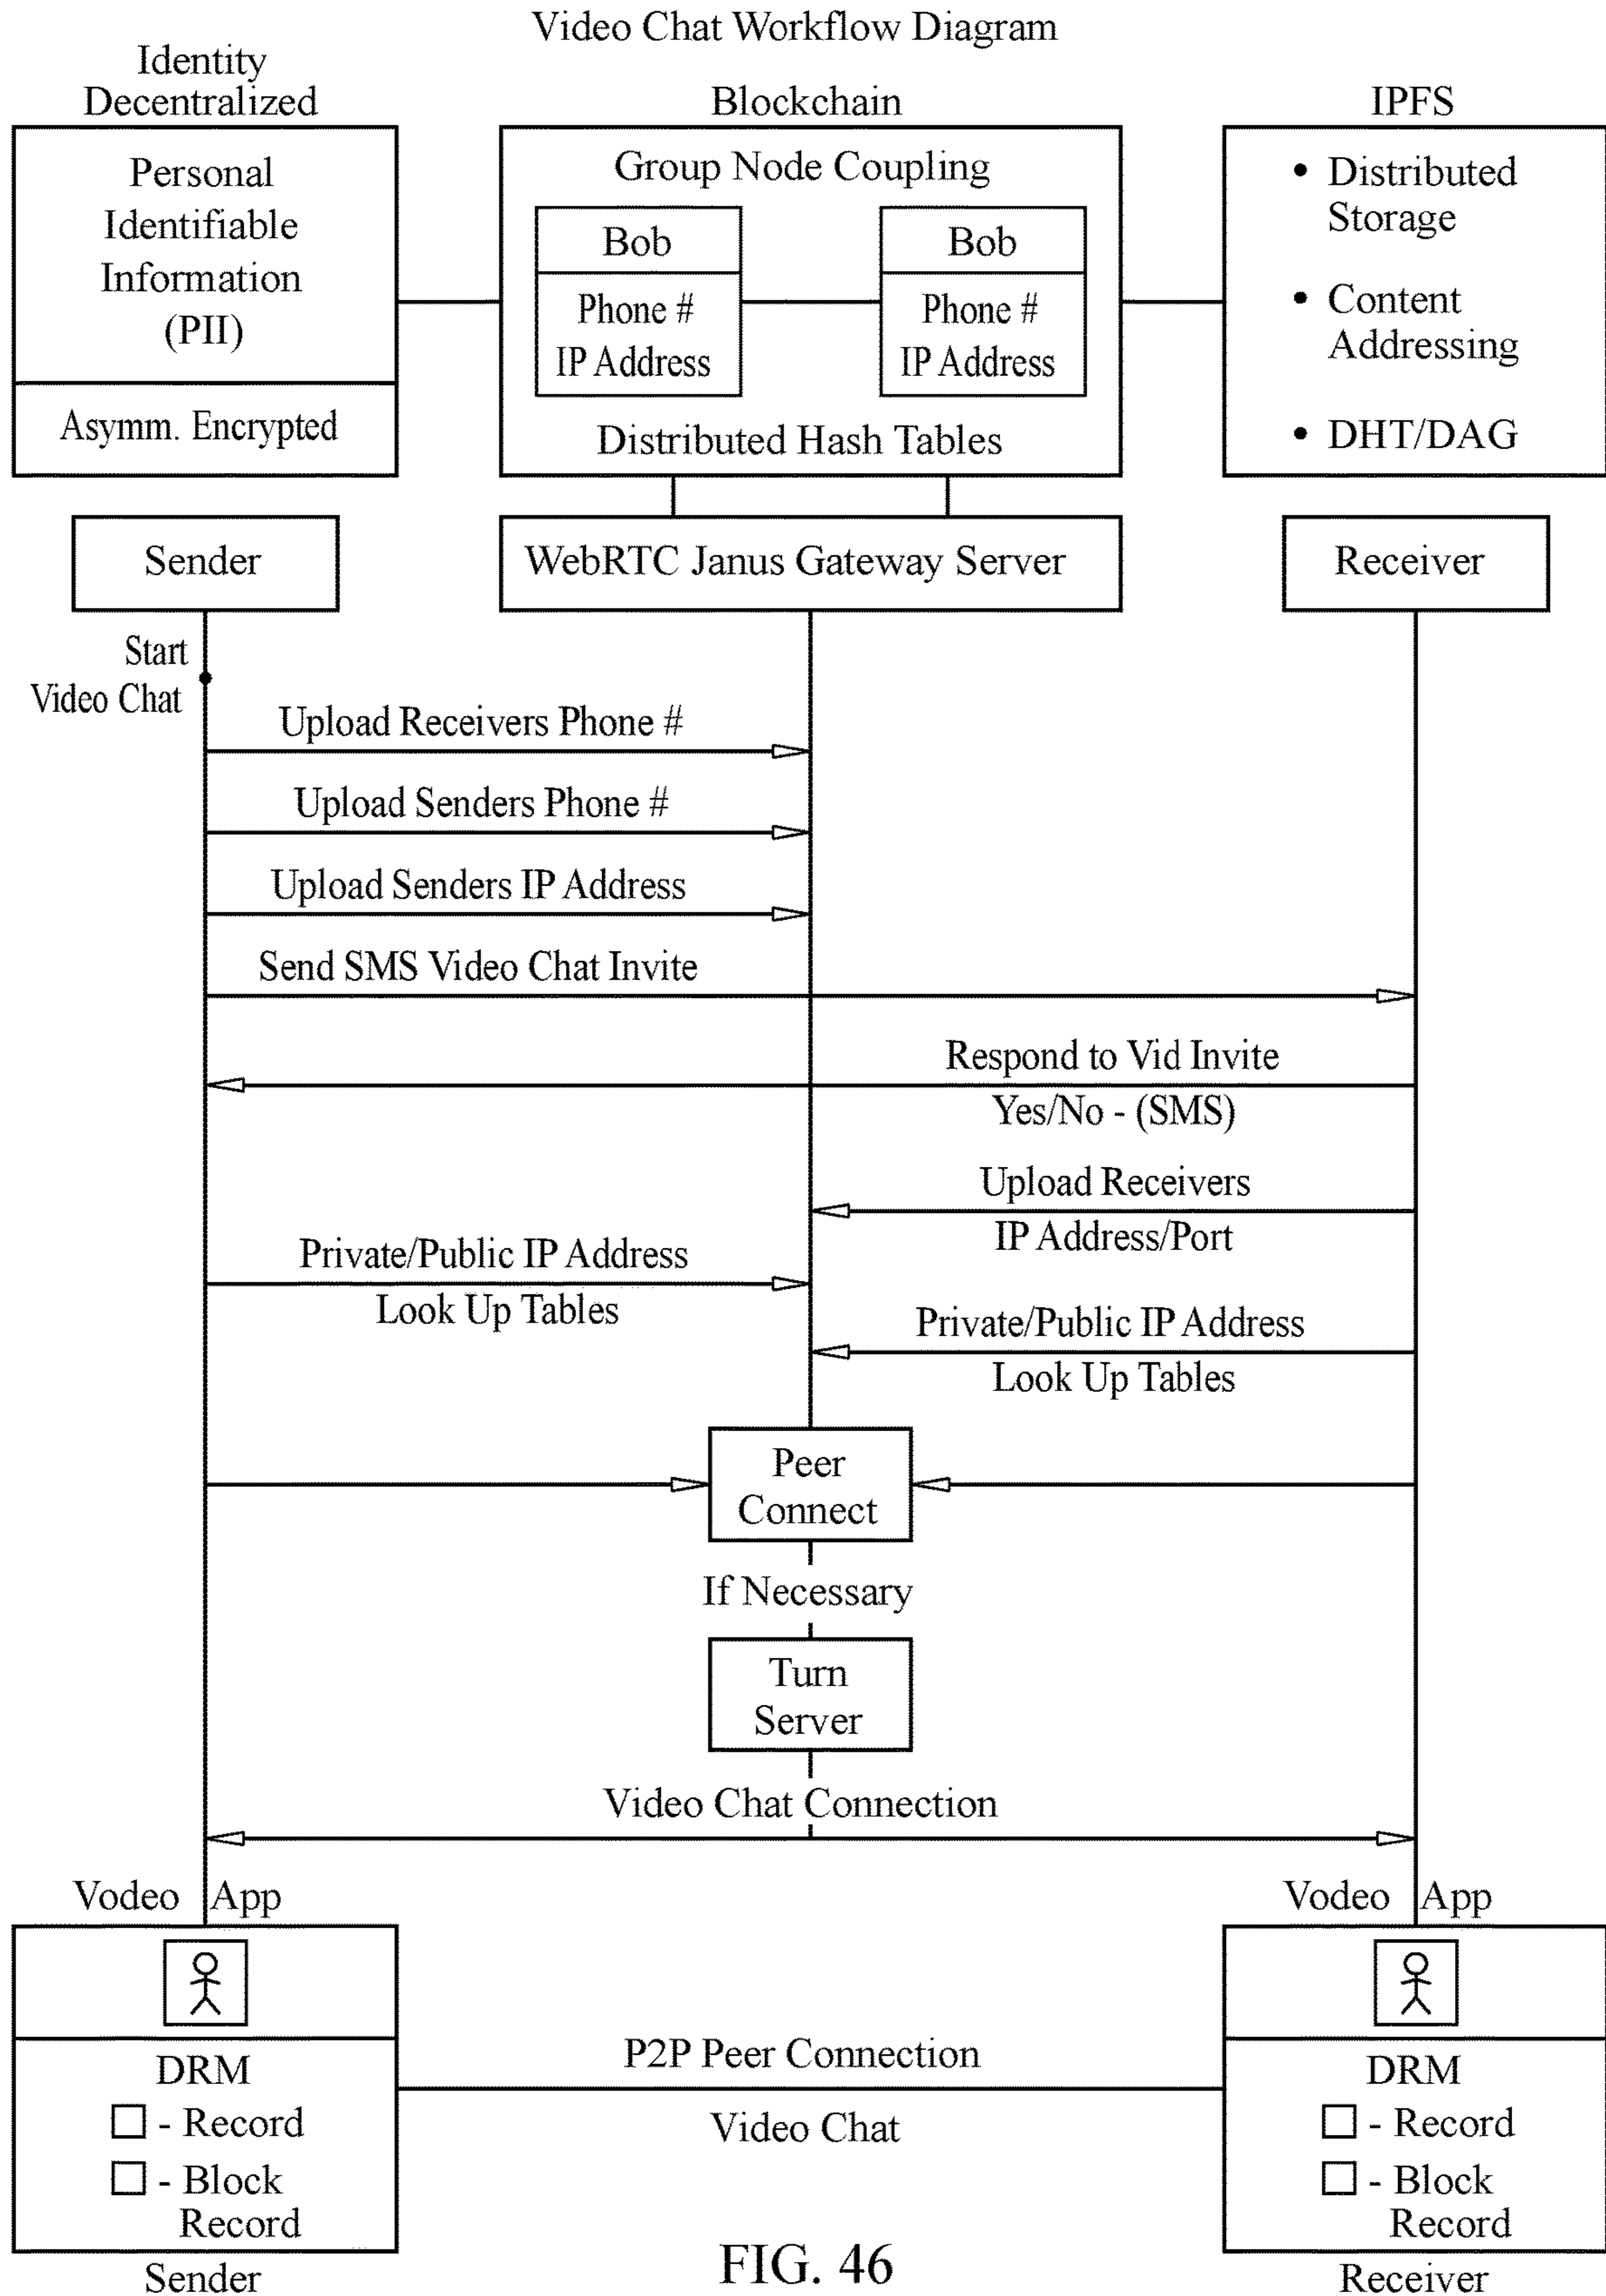 Video Chat Workflow Diagram
Identity
Decentralized
Blockchain
IPFS
Personal
Identifiable
Information
(PII)
Asymm. Encrypted
Group Node Coupling
Bob
Phone #
IP Address
Bob
Phone #
IP Address
Distributed Hash Tables
• Distributed
Storage
• Content
Addressing
• DHT/DAG
Sender
WebRTC Janus Gateway Server
Receiver
Start
Video Chat
Upload Receivers Phone #
Upload Senders Phone #
Upload Senders IP Address
Send SMS Video Chat Invite
Respond to Vid Invite
Yes/No - (SMS)
Upload Receivers
IP Address/Port
Private/Public IP Address
Look Up Tables
Private/Public IP Address
Look Up Tables
Peer
Connect
If Necessary
Turn
Server
Video Chat Connection
Vodeo App
Vodeo App
DRM
- Record
- Block
Record
P2P Peer Connection
Video Chat
DRM
- Record
- Block
Record
Sender
FIG. 46
Receiver